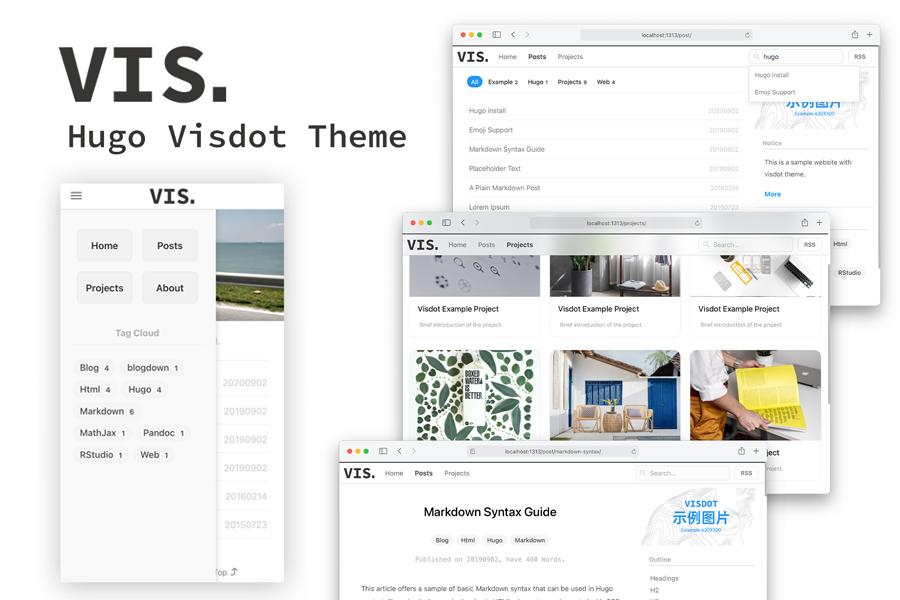 VIS.
Hugo Visdot Theme
VIS.
Home
Posts
Projects
About
Tag Cloud
Blog 4
blogdown 1
Html 4
Hugo 4
Markdown 6
MathJax 1
Pandoc 1
RStudio 1
Web 1
20200902
20190902
20190902
20190902
20160214
20150723
Top
localhost:1313/post/
VIS.
Home
Posts
Projects
hugo
RSS
Hugo install
Emoji Support
All
Example 2
Hugo 1
Projects 9
Web 4
Hugo install
20200902
Emoji Support
20190902
Markdown Syntax Guide
20190902
Placeholder Text
20190902
A Plain Markdown Post
20160214
Lorem Ipsum
20150723
示例图片
Example 420X300
Notice
This is a sample website with
visdot theme.
More
Html
RStudio
localhost:1313/projects/
VIS.
Home
Posts
Projects
Search...
RSS
Visdot Example Project
Brief introduction of the project.
Visdot Example Project
Brief introduction of the project.
Visdot Example Project
Brief introduction of the project.
BOXED
WATER
IS
BETTER.
ject
roject.
localhost:1313/post/markdown-syntax/
VIS.
Home
Posts
Projects
Search...
RSS
Markdown Syntax Guide
Blog
Html
Hugo
Markdown
Published on 20190902, have 460 Words.
This article offers a sample of basic Markdown syntax that can be used in Hugo
VISDOT
示例图片
Example 420X300
Outline
Headings
H2